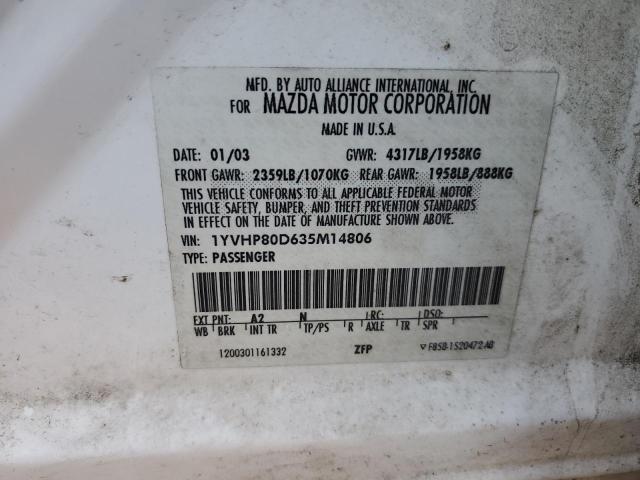 MFD. BY AUTO ALLIANCE INTERNATIONAL, INC.
FOR MAZDA MOTOR CORPORATION
MADE IN U.S.A.
DATE: 01/03 GVWR: 4317LB/1958KG
FRONT GAWR: 2359LB/1070KG REAR GAWR: 1958LB/888KG
THIS VEHICLE CONFORMS TO ALL APPLICABLE FEDERAL MOTOR
VEHICLE SAFETY, BUMPER, AND THEFT PREVENTION STANDARDS
IN EFFECT ON THE DATE OF MANUFACTURE SHOWN ABOVE.
VIN: 1YVHP80D635M14806
TYPE: PASSENGER
EXT PNT: A2 N RC: DSO:
WB BRK INT TR TP/PS R AXLE TR SPR
1200301161332 ZFP F85B-1520472-AB